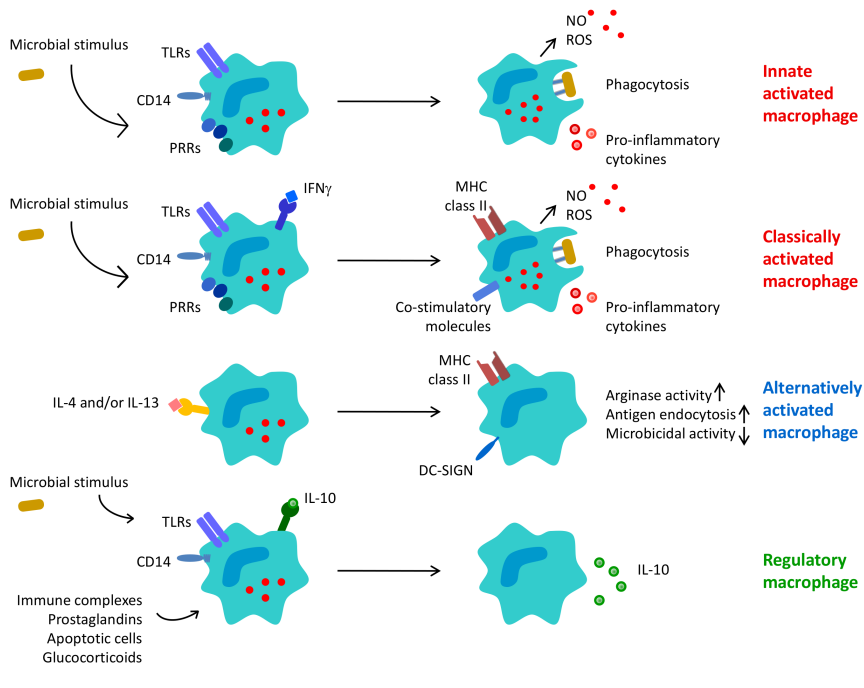 Microbial stimulus
TLRs
CD14
PRRs
NO
ROS
Phagocytosis
Pro-inflammatory
cytokines
Innate
activated
macrophage
Microbial stimulus
TLRs
IFNγ
CD14
PRRs
MHC
class II
NO
ROS
Phagocytosis
Co-stimulatory
molecules
Pro-inflammatory
cytokines
Classically
activated
macrophage
IL-4 and/or IL-13
MHC
class II
DC-SIGN
Arginase activity
Antigen endocytosis
Microbicidal activity
Alternatively
activated
macrophage
Microbial stimulus
TLRs
IL-10
CD14
Immune complexes
Prostaglandins
Apoptotic cells
Glucocorticoids
IL-10
Regulatory
macrophage